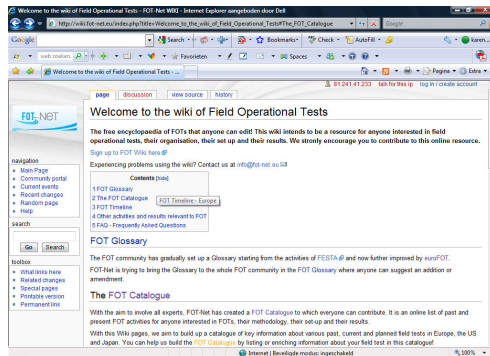 Welcome to the wiki of Field Operational Tests - FOT-Net WIKI - Internet Explorer aangeboden door Dell
http://wiki.fot-net.eu/index.php?title=Welcome_to_the_wiki_of_Field_Operational_Tests#The_FOT_Catalogue
Google
Google
Search
Bookmarks
Check
AutoFill
karen...
web zoeken
Favorieten
Spaces
Welcome to the wiki of Field Operational Tests - ...
Pagina
Extra
81.241.41.233 talk for this ip log in / create account
page discussion view source history
FOT-NET
Welcome to the wiki of Field Operational Tests
The free encyclopaedia of FOTs that anyone can edit! This wiki intends to be a resource for anyone interested in field
operational tests, their organisation, their set up and their results. We strongly encourage you to contribute to this online resource.
Sign up to FOT Wiki here
Experiencing problems using the wiki? Contact us at info@fot-net.eu
navigation
Main Page
Community portal
Current events
Recent changes
Random page
Help
search
Go Search
toolbox
What links here
Related changes
Special pages
Printable version
Permanent link
Contents [hide]
1 FOT Glossary
2 The FOT Catalogue
FOT Timeline - Europe
3 FOT Timeline
4 Other activities and results relevant to FOT
5 FAQ - Frequently Asked Questions
FOT Glossary
The FOT community has gradually set up a Glossary starting from the activities of FESTA and now further improved by euroFOT.
FOT-Net is trying to bring the Glossary to the whole FOT community in the FOT Glossary where anyone can suggest an addition or
amendment.
The FOT Catalogue
With the aim to involve all experts, FOT-Net has created a FOT Catalogue to which everyone can contribute. It is an online list of past and
present FOT activities for anyone interested in FOTs, their methodology, their set-up and their results.
With this Wiki pages, we aim to build up a catalogue of key information about various past, current and planned field tests in Europe, the US
and Japan. You can help us build the FOT Catalogue by listing or enriching information about your field test in this catalogue!
Internet | Beveiligde modus: ingeschakeld
100%